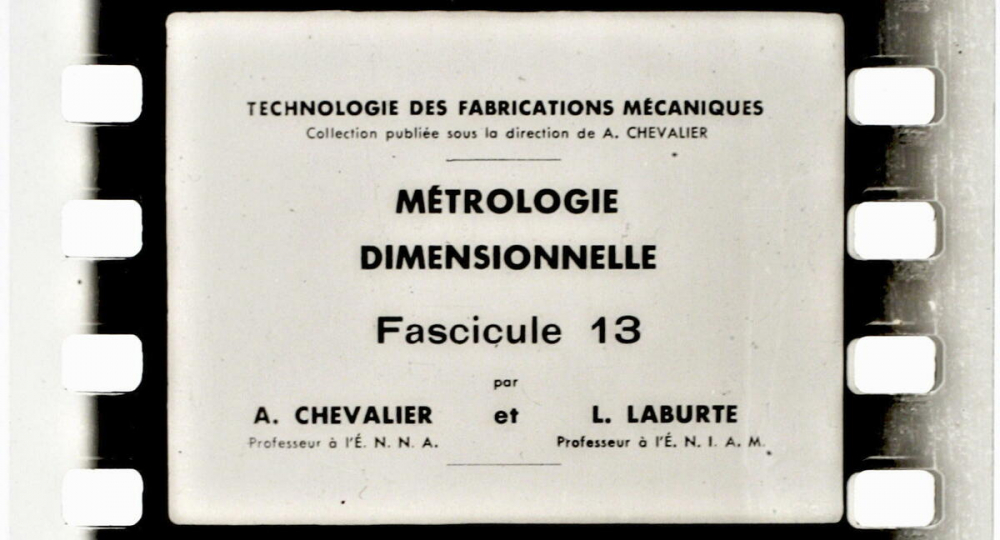 TECHNOLOGIE DES FABRICATIONS MÉCANIQUES
Collection publiée sous la direction de A. CHEVALIER
MÉTROLOGIE
DIMENSIONNELLE
Fascicule 13
par
A. CHEVALIER et L. LABURTE
Professeur à l'É. N. N. A. Professeur à l'É. N. I. A. M.